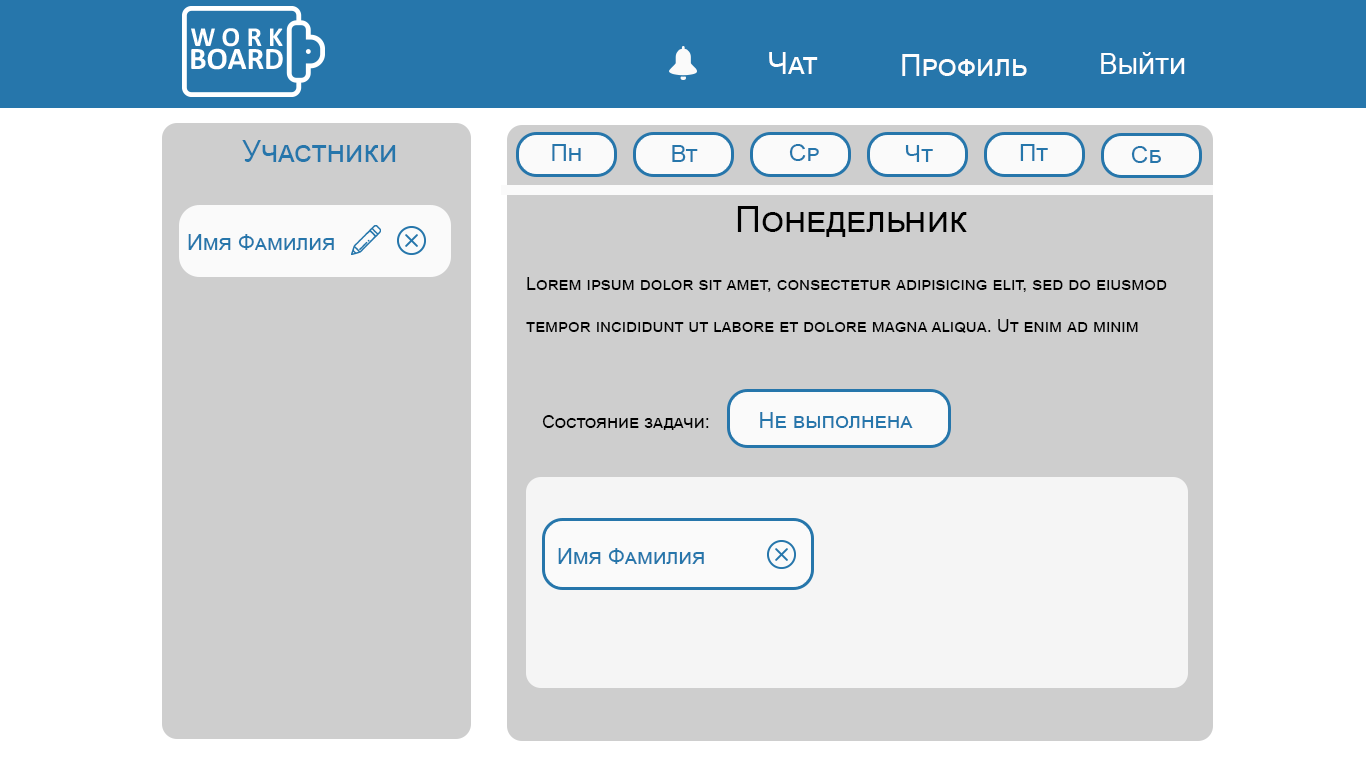 WORK
BOARD
Чат
Профиль
Выйти
Участники
Имя Фамилия
Пн
Вт
Ср
Чт
Пт
Сб
Понедельник
Lorem ipsum dolor sit amet, consectetur adipisicing elit, sed do eiusmod
tempor incididunt ut labore et dolore magna aliqua. Ut enim ad minim
Состояние задачи:
Не выполнена
Имя Фамилия